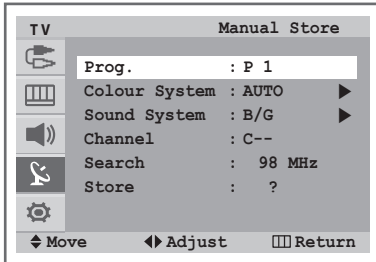 TV Manual Store
Prog. : P 1
Colour System : AUTO
Sound System : B/G
Channel : C--
Search : 98 MHz
Store : ?
Move Adjust Return